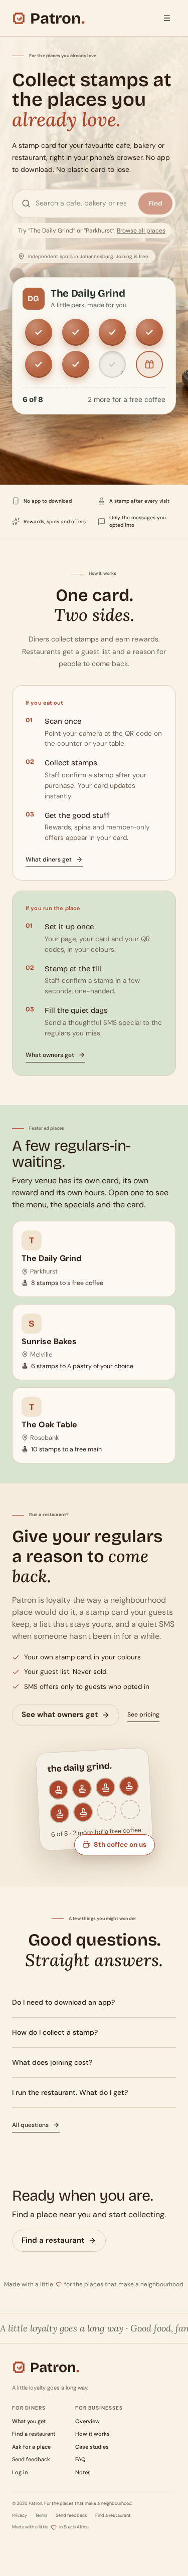 Patron.
For the places you already love
Collect stamps at
the places you
already love.
A stamp card for your favourite cafe, bakery or
restaurant, right in your phone's browser. No app
to download. No plastic card to lose.
Search a cafe, bakery or res
Find
Try "The Daily Grind" or "Parkhurst". Browse all places
Independent spots in Johannesburg. Joining is free.
DG
The Daily Grind
A little perk, made for you
6 of 8
2 more for a free coffee
No app to download
A stamp after every visit
Rewards, spins and offers
Only the messages you
opted into
How it works
One card.
Two sides.
Diners collect stamps and earn rewards.
Restaurants get a guest list and a reason for
people to come back.
If you eat out
01
Scan once
Point your camera at the QR code on
the counter or your table.
02
Collect stamps
Staff confirm a stamp after your
purchase. Your card updates
instantly.
03
Get the good stuff
Rewards, spins and member-only
offers appear in your card.
What diners get
If you run the place
01
Set it up once
Your page, your card and your QR
codes, in your colours.
02
Stamp at the till
Staff confirm a stamp in a few
seconds, one-handed.
03
Fill the quiet days
Send a thoughtful SMS special to the
regulars you miss.
What owners get
Featured places
A few regulars-in-
waiting.
Every venue has its own card, its own
reward and its own hours. Open one to see
the menu, the specials and the card.
T
The Daily Grind
Parkhurst
8 stamps to a free coffee
S
Sunrise Bakes
Melville
6 stamps to A pastry of your choice
T
The Oak Table
Rosebank
10 stamps to a free main
Run a restaurant?
Give your regulars
a reason to come
back.
Patron is loyalty the way a neighbourhood
place would do it, a stamp card your guests
keep, a list that stays yours, and a quiet SMS
when someone hasn't been in for a while.
Your own stamp card, in your colours
Your guest list. Never sold.
SMS offers only to guests who opted in
See what owners get
See pricing
the daily grind.
6 of 8 · 2 more for a free coffee
8th coffee on us
A few things you might wonder
Good questions.
Straight answers.
Do I need to download an app?
How do I collect a stamp?
What does joining cost?
I run the restaurant. What do I get?
All questions
Ready when you are.
Find a place near you and start collecting.
Find a restaurant
Made with a little for the places that make a neighbourhood.
A little loyalty goes a long way · Good food, fam
Patron.
A little loyalty goes a long way.
FOR DINERS
What you get
Find a restaurant
Ask for a place
Send feedback
Log in
FOR BUSINESSES
Overview
How it works
Case studies
FAQ
Notes
© 2026 Patron. For the places that make a neighbourhood.
Privacy
Terms
Send feedback
Find a restaurant
Made with a little in South Africa.